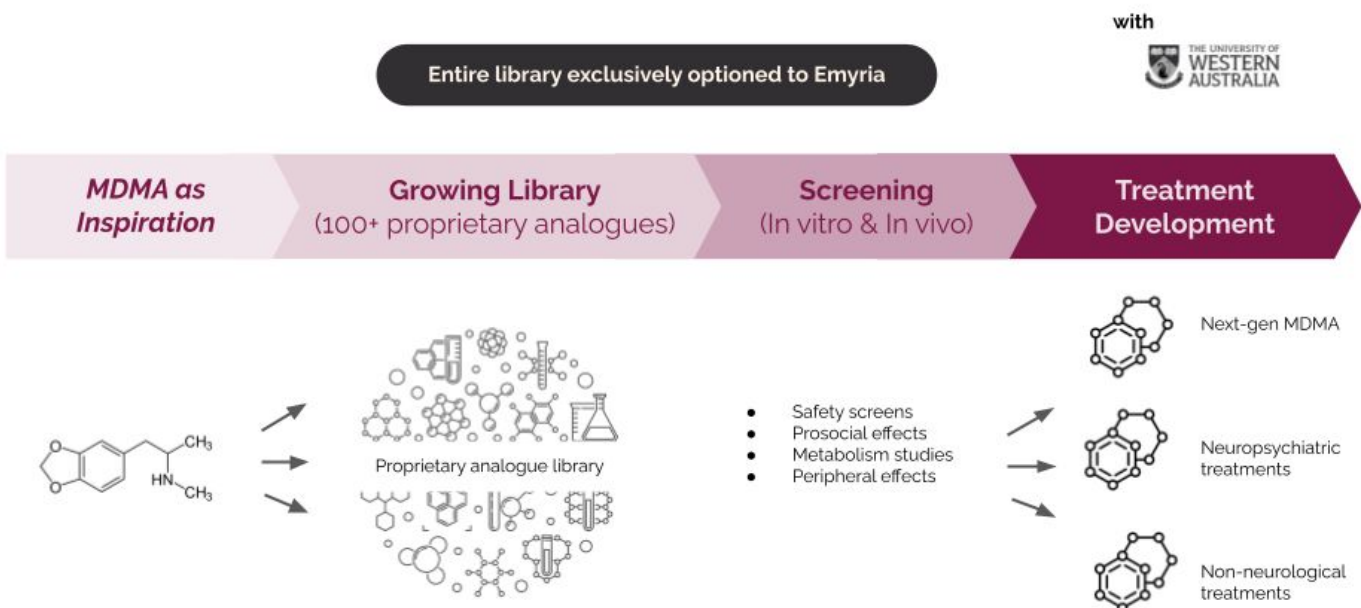 with
THE UNIVERSITY OF
WESTERN
AUSTRALIA
Entire library exclusively optioned to Emyria
MDMA as
Inspiration
Growing Library
(100+ proprietary analogues)
Screening
(In vitro & In vivo)
Treatment
Development
O
O
CH3
HN
CH3
Proprietary analogue library
● Safety screens
● Prosocial effects
● Metabolism studies
● Peripheral effects
Next-gen MDMA
Neuropsychiatric
treatments
Non-neurological
treatments